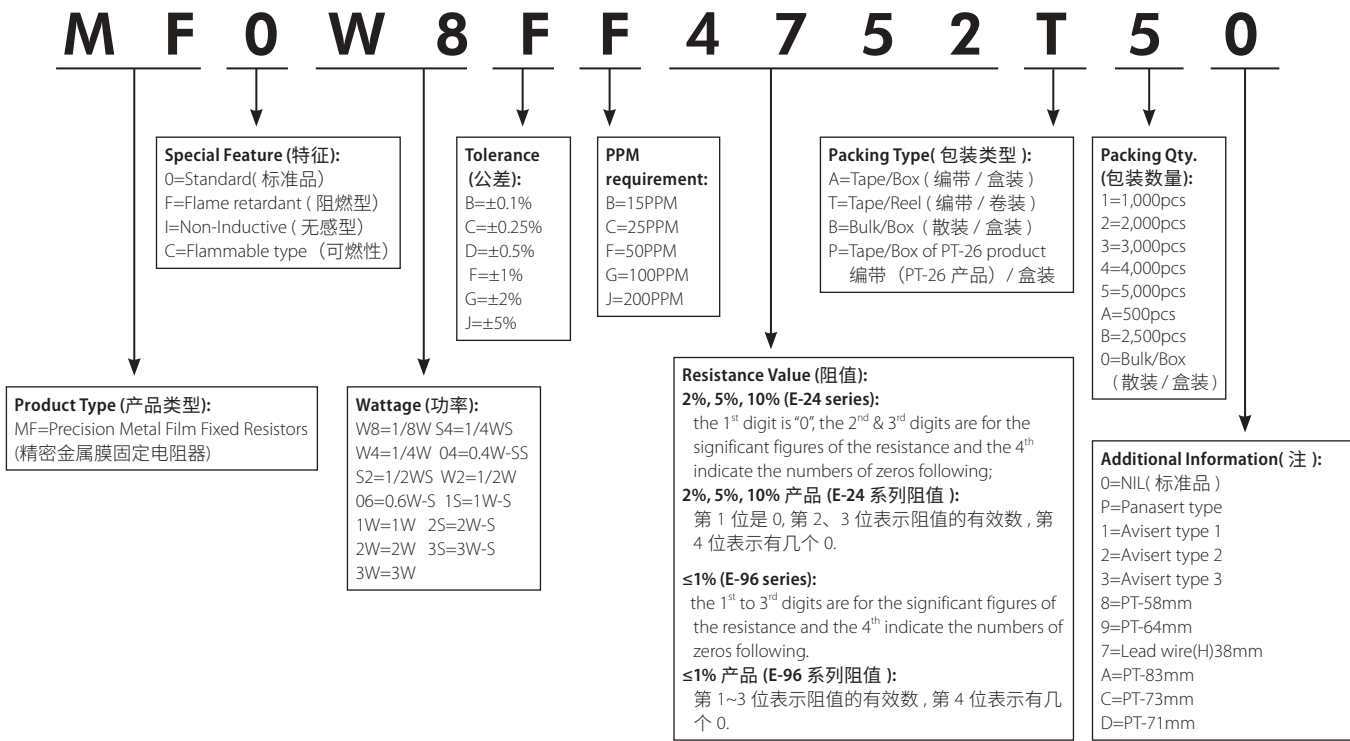 M F 0 W 8 F F 4 7 5 2 T 5 0
Special Feature (特征):
0=Standard( 标准品）
F=Flame retardant ( 阻燃型）
I=Non-Inductive ( 无感型）
C=Flammable type（可燃性）
Tolerance
(公差):
B=±0.1%
C=±0.25%
D=±0.5%
F=±1%
G=±2%
J=±5%
PPM
requirement:
B=15PPM
C=25PPM
F=50PPM
G=100PPM
J=200PPM
Packing Type( 包装类型 ):
A=Tape/Box ( 编带 / 盒装 )
T=Tape/Reel ( 编带 / 卷装 )
B=Bulk/Box ( 散装 / 盒装 )
P=Tape/Box of PT-26 product
编带（PT-26 产品）/ 盒装
Packing Qty.
(包装数量):
1=1,000pcs
2=2,000pcs
3=3,000pcs
4=4,000pcs
5=5,000pcs
A=500pcs
B=2,500pcs
0=Bulk/Box
（散装 / 盒装）
Product Type (产品类型):
MF=Precision Metal Film Fixed Resistors
(精密金属膜固定电阻器)
Wattage (功率):
W8=1/8W S4=1/4WS
W4=1/4W 04=0.4W-SS
S2=1/2WS W2=1/2W
06=0.6W-S 1S=1W-S
1W=1W 2S=2W-S
2W=2W 3S=3W-S
3W=3W
Resistance Value (阻值):
2%, 5%, 10% (E-24 series):
the 1st digit is "0", the 2nd & 3rd digits are for the
significant figures of the resistance and the 4th
indicate the numbers of zeros following;
2%, 5%, 10% 产品 (E-24 系列阻值 ):
第 1 位是 0, 第 2、3 位表示阻值的有效数 , 第
4 位表示有几个 0.
≤1% (E-96 series):
the 1st to 3rd digits are for the significant figures of
the resistance and the 4th indicate the numbers of
zeros following.
≤1% 产品 (E-96 系列阻值 ):
第 1~3 位表示阻值的有效数 , 第 4 位表示有几
个 0.
Additional Information( 注 ):
0=NIL( 标准品 )
P=Panasert type
1=Avisert type 1
2=Avisert type 2
3=Avisert type 3
8=PT-58mm
9=PT-64mm
7=Lead wire(H)38mm
A=PT-83mm
C=PT-73mm
D=PT-71mm